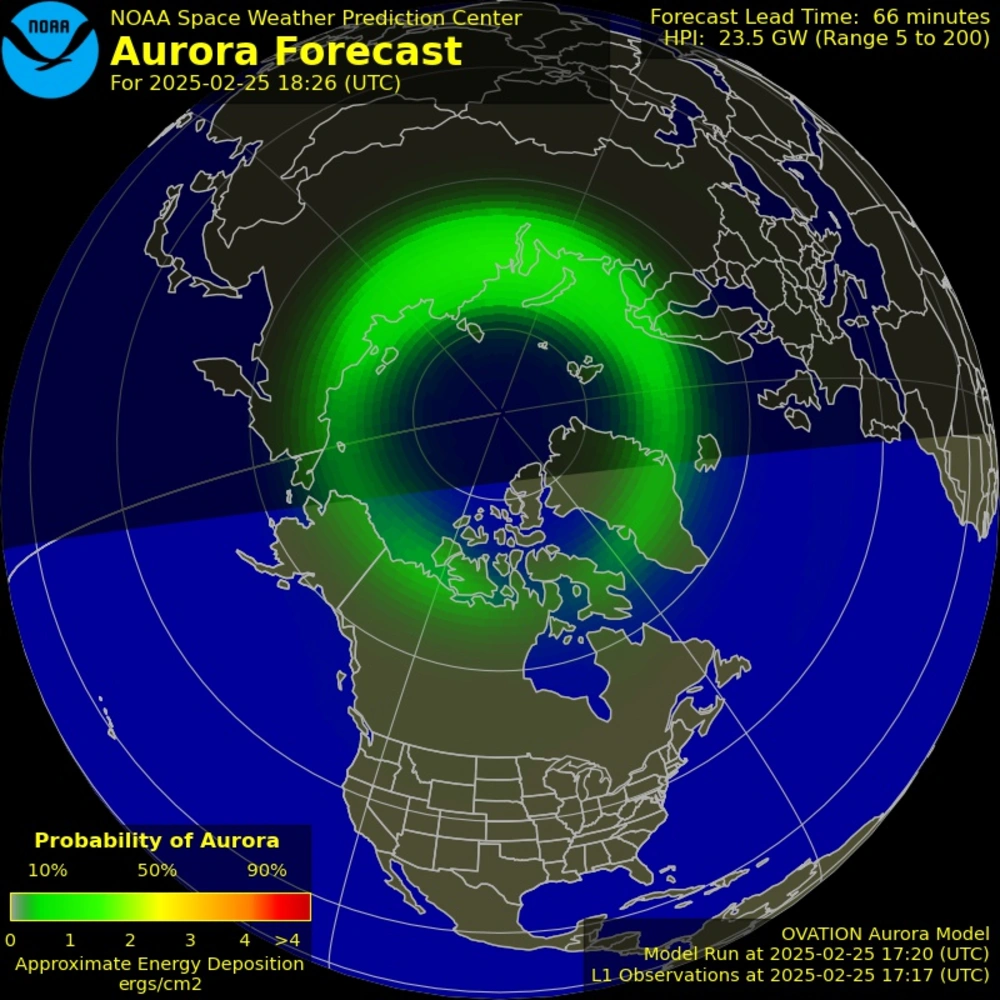 NOAA
NOAA Space Weather Prediction Center
Aurora Forecast
For 2025-02-25 18:26 (UTC)
Forecast Lead Time: 66 minutes
HPI: 23.5 GW (Range 5 to 200)
Probability of Aurora
10% 50% 90%
0 1 2 3 4 >4
Approximate Energy Deposition
ergs/cm2
OVATION Aurora Model
Model Run at 2025-02-25 17:20 (UTC)
L1 Observations at 2025-02-25 17:17 (UTC)